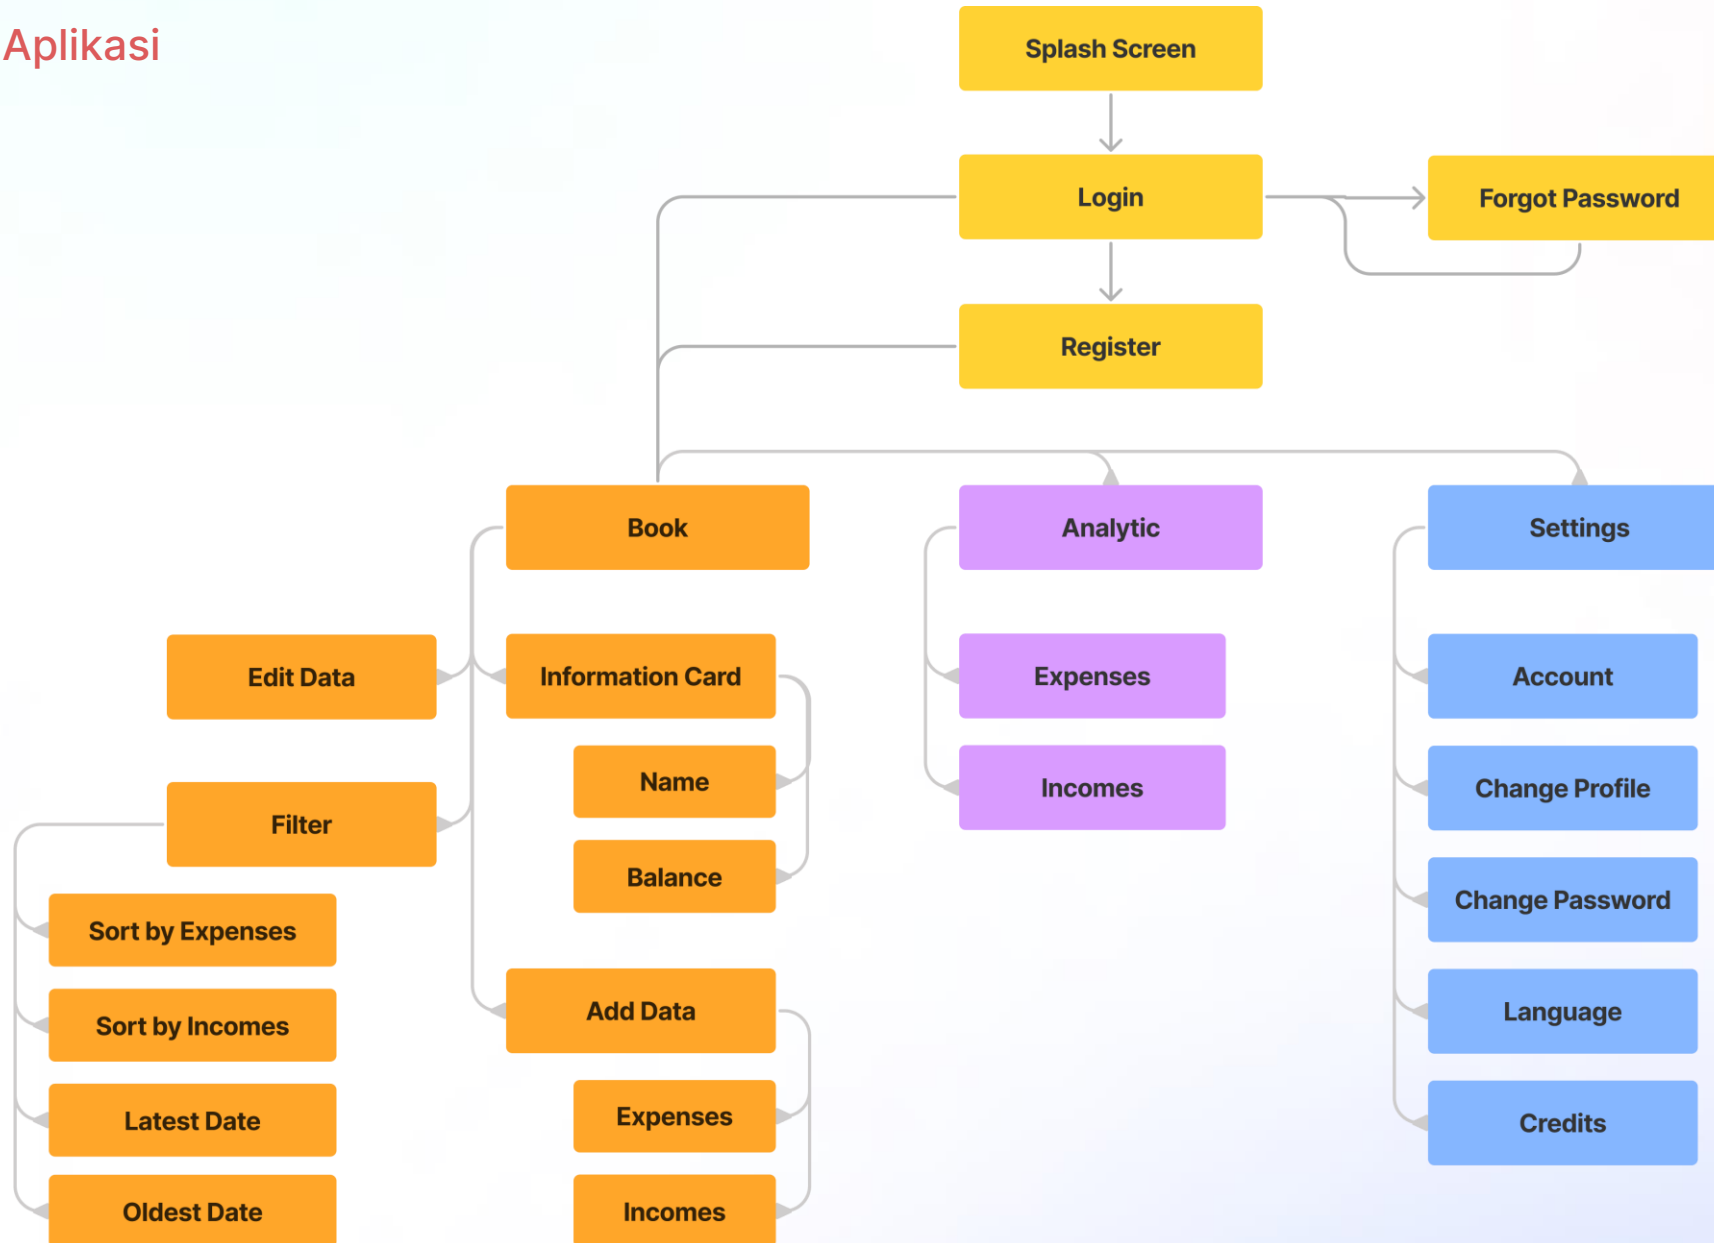 Aplikasi
Splash Screen
Login
Forgot Password
Register
Book
Analytic
Settings
Edit Data
Information Card
Expenses
Account
Name
Incomes
Change Profile
Filter
Balance
Change Password
Sort by Expenses
Add Data
Language
Sort by Incomes
Latest Date
Expenses
Credits
Oldest Date
Incomes